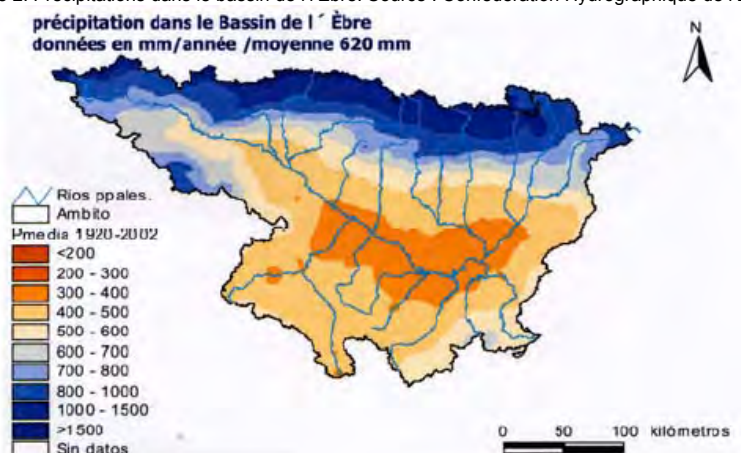 précipitation dans le Bassin de l ´ Èbre
données en mm/année /moyenne 620 mm
N
Ríos ppales.
Ambito
Pmedia 1920-2002
<200
200 - 300
300 - 400
400 - 500
500 - 600
600 - 700
700 - 800
800 - 1000
1000 - 1500
>1500
Sin datos
0 50 100 kilómetros